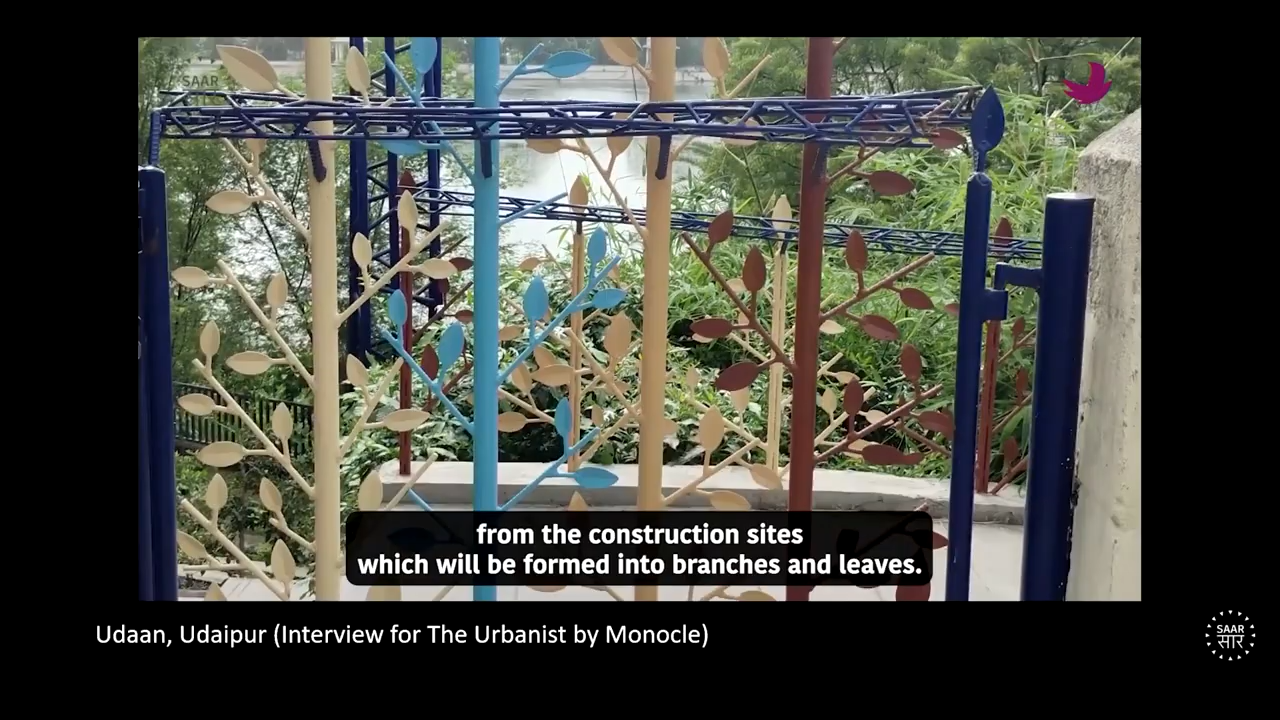 SAAR
from the construction sites
which will be formed into branches and leaves.
Udaan, Udaipur (Interview for The Urbanist by Monocle)
SAAR
सार